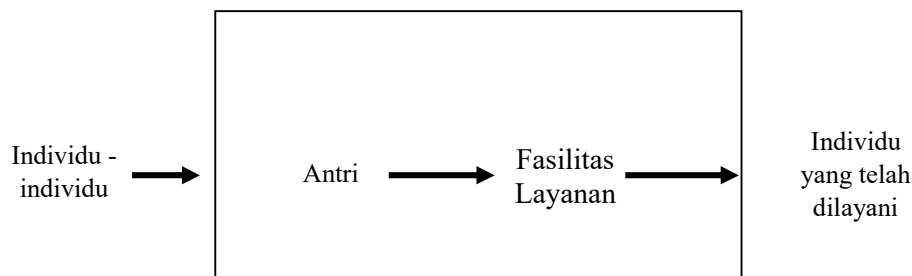 Individu -
individu
Antri
Fasilitas
Layanan
Individu
yang telah
dilayani